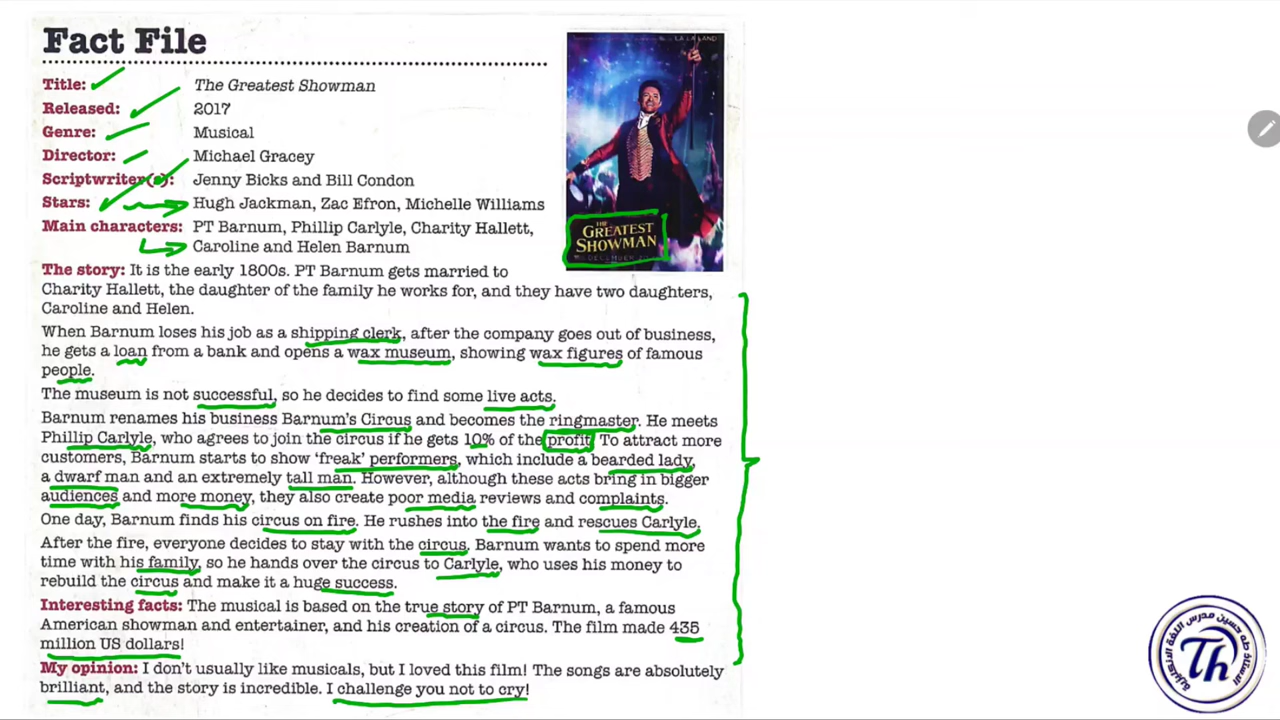 Fact File
LA LA LAND
Title: The Greatest Showman
Released: 2017
Genre: Musical
Director: Michael Gracey
Scriptwriter(s): Jenny Bicks and Bill Condon
Stars: Hugh Jackman, Zac Efron, Michelle Williams
Main characters: PT Barnum, Phillip Carlyle, Charity Hallett,
Caroline and Helen Barnum
THE
GREATEST
SHOWMAN
DECEMBER
The story: It is the early 1800s. PT Barnum gets married to
Charity Hallett, the daughter of the family he works for, and they have two daughters,
Caroline and Helen.
When Barnum loses his job as a shipping clerk, after the company goes out of business,
he gets a loan from a bank and opens a wax museum, showing wax figures of famous
people.
The museum is not successful, so he decides to find some live acts.
Barnum renames his business Barnum's Circus and becomes the ringmaster. He meets
Phillip Carlyle, who agrees to join the circus if he gets 10% of the profit. To attract more
customers, Barnum starts to show 'freak' performers, which include a bearded lady,
a dwarf man and an extremely tall man. However, although these acts bring in bigger
audiences and more money, they also create poor media reviews and complaints.
One day, Barnum finds his circus on fire. He rushes into the fire and rescues Carlyle.
After the fire, everyone decides to stay with the circus. Barnum wants to spend more
time with his family, so he hands over the circus to Carlyle, who uses his money to
rebuild the circus and make it a huge success.
Interesting facts: The musical is based on the true story of PT Barnum, a famous
American showman and entertainer, and his creation of a circus. The film made 435
million US dollars!
My opinion: I don't usually like musicals, but I loved this film! The songs are absolutely
brilliant, and the story is incredible. I challenge you not to cry!
الاستاذ طه حسين مدرس اللغة الانكليزية
Th